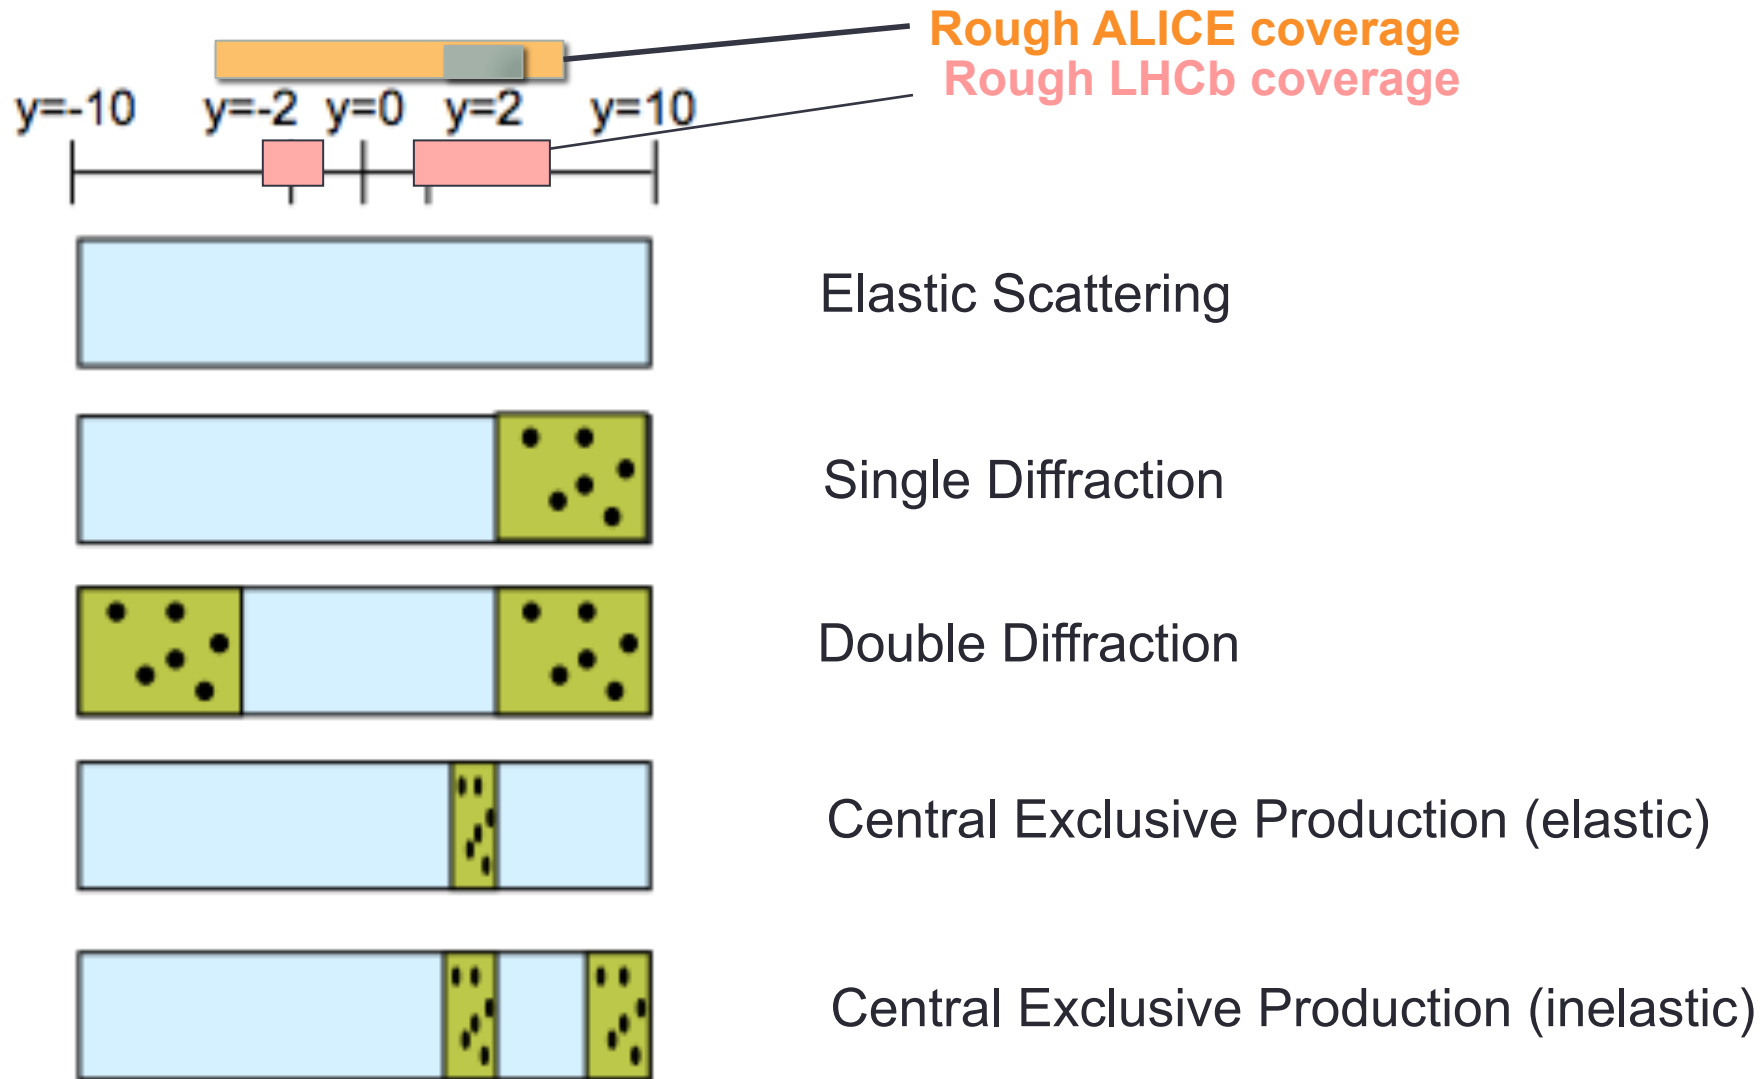 Rough ALICE coverage
Rough LHCb coverage
y=-10 y=-2 y=0 y=2 y=10
Elastic Scattering
Single Diffraction
Double Diffraction
Central Exclusive Production (elastic)
Central Exclusive Production (inelastic)